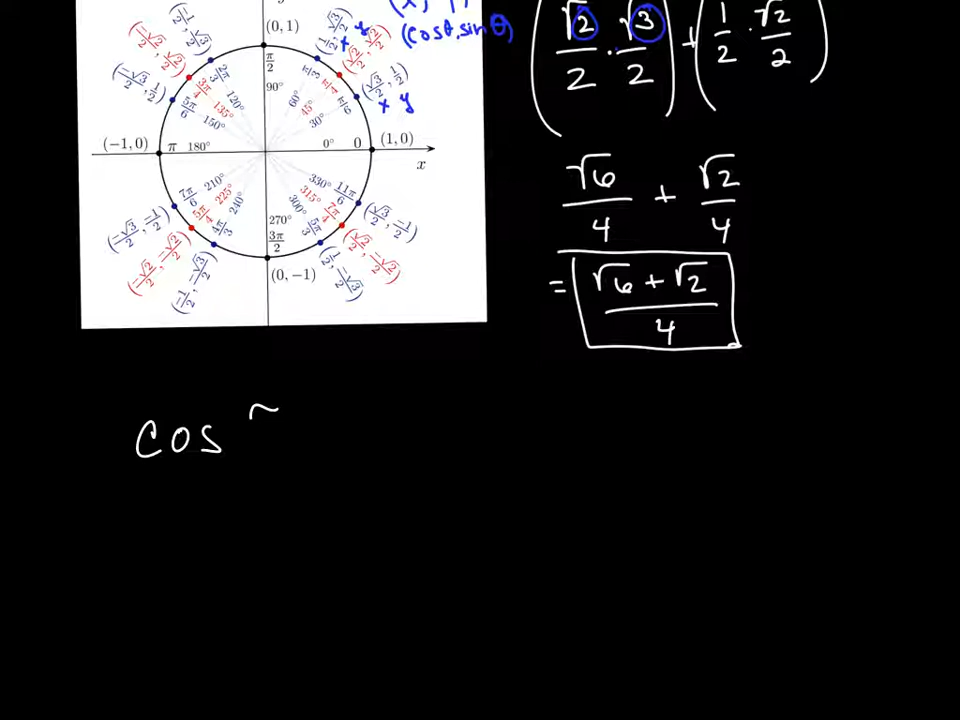 (0, 1)
(cosθ, sin θ)
(√2/2 · √3/2) + (1/2 · √2/2)
(-1/2, √3/2)
(1/2, √3/2)
(-√2/2, √2/2)
(√2/2, √2/2)
(-√3/2, 1/2)
(√3/2, 1/2)
x y
π/2
90°
2π/3 120° 60° π/3
3π/4 135° 45° π/4
5π/6 150° 30° π/6
(−1, 0) π 180° 0° 0 (1, 0)
x
7π/6 210° 330° 11π/6
5π/4 225° 315° 7π/4
4π/3 240° 300° 5π/3
270°
3π/2
(-√3/2, -1/2)
(√3/2, -1/2)
(-√2/2, -√2/2)
(√2/2, -√2/2)
(-1/2, -√3/2)
(0, −1)
(1/2, -√3/2)
√6/4 + √2/4
= (√6 + √2)/4
cos